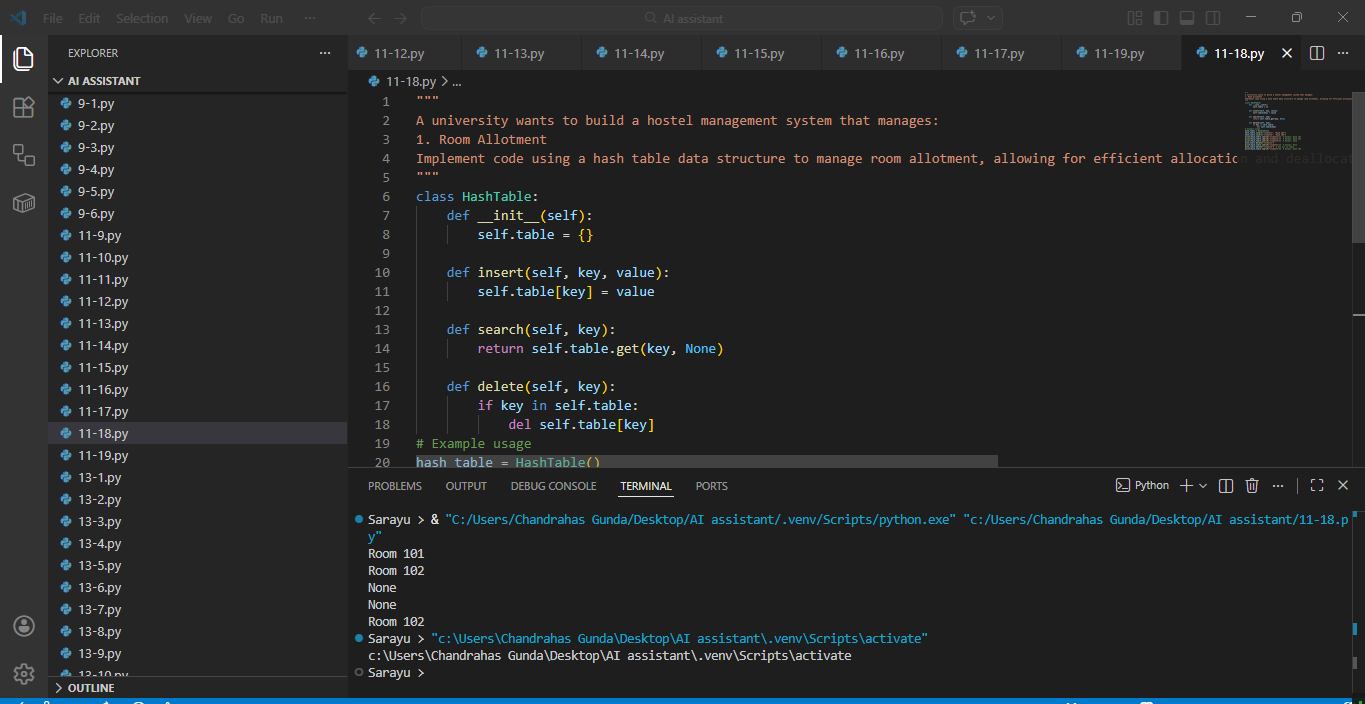 File Edit Selection View Go Run ··· AI assistant
EXPLORER ···
AI ASSISTANT
9-1.py
9-2.py
9-3.py
9-4.py
9-5.py
9-6.py
11-9.py
11-10.py
11-11.py
11-12.py
11-13.py
11-14.py
11-15.py
11-16.py
11-17.py
11-18.py
11-19.py
13-1.py
13-2.py
13-3.py
13-4.py
13-5.py
13-6.py
13-7.py
13-8.py
13-9.py
13-10.py
OUTLINE
11-12.py 11-13.py 11-14.py 11-15.py 11-16.py 11-17.py 11-19.py 11-18.py ···
11-18.py > ...
1 """
2 A university wants to build a hostel management system that manages:
3 1. Room Allotment
4 Implement code using a hash table data structure to manage room allotment, allowing for efficient allocation and deallocat
5 """
6 class HashTable:
7 def __init__(self):
8 self.table = {}
9
10 def insert(self, key, value):
11 self.table[key] = value
12
13 def search(self, key):
14 return self.table.get(key, None)
15
16 def delete(self, key):
17 if key in self.table:
18 del self.table[key]
19 # Example usage
20 hash_table = HashTable()
PROBLEMS OUTPUT DEBUG CONSOLE TERMINAL PORTS Python ···
Sarayu > & "C:/Users/Chandrahas Gunda/Desktop/AI assistant/.venv/Scripts/python.exe" "c:/Users/Chandrahas Gunda/Desktop/AI assistant/11-18.p
y"
Room 101
Room 102
None
None
Room 102
Sarayu > "c:\Users\Chandrahas Gunda\Desktop\AI assistant\.venv\Scripts\activate"
c:\Users\Chandrahas Gunda\Desktop\AI assistant\.venv\Scripts\activate
Sarayu >